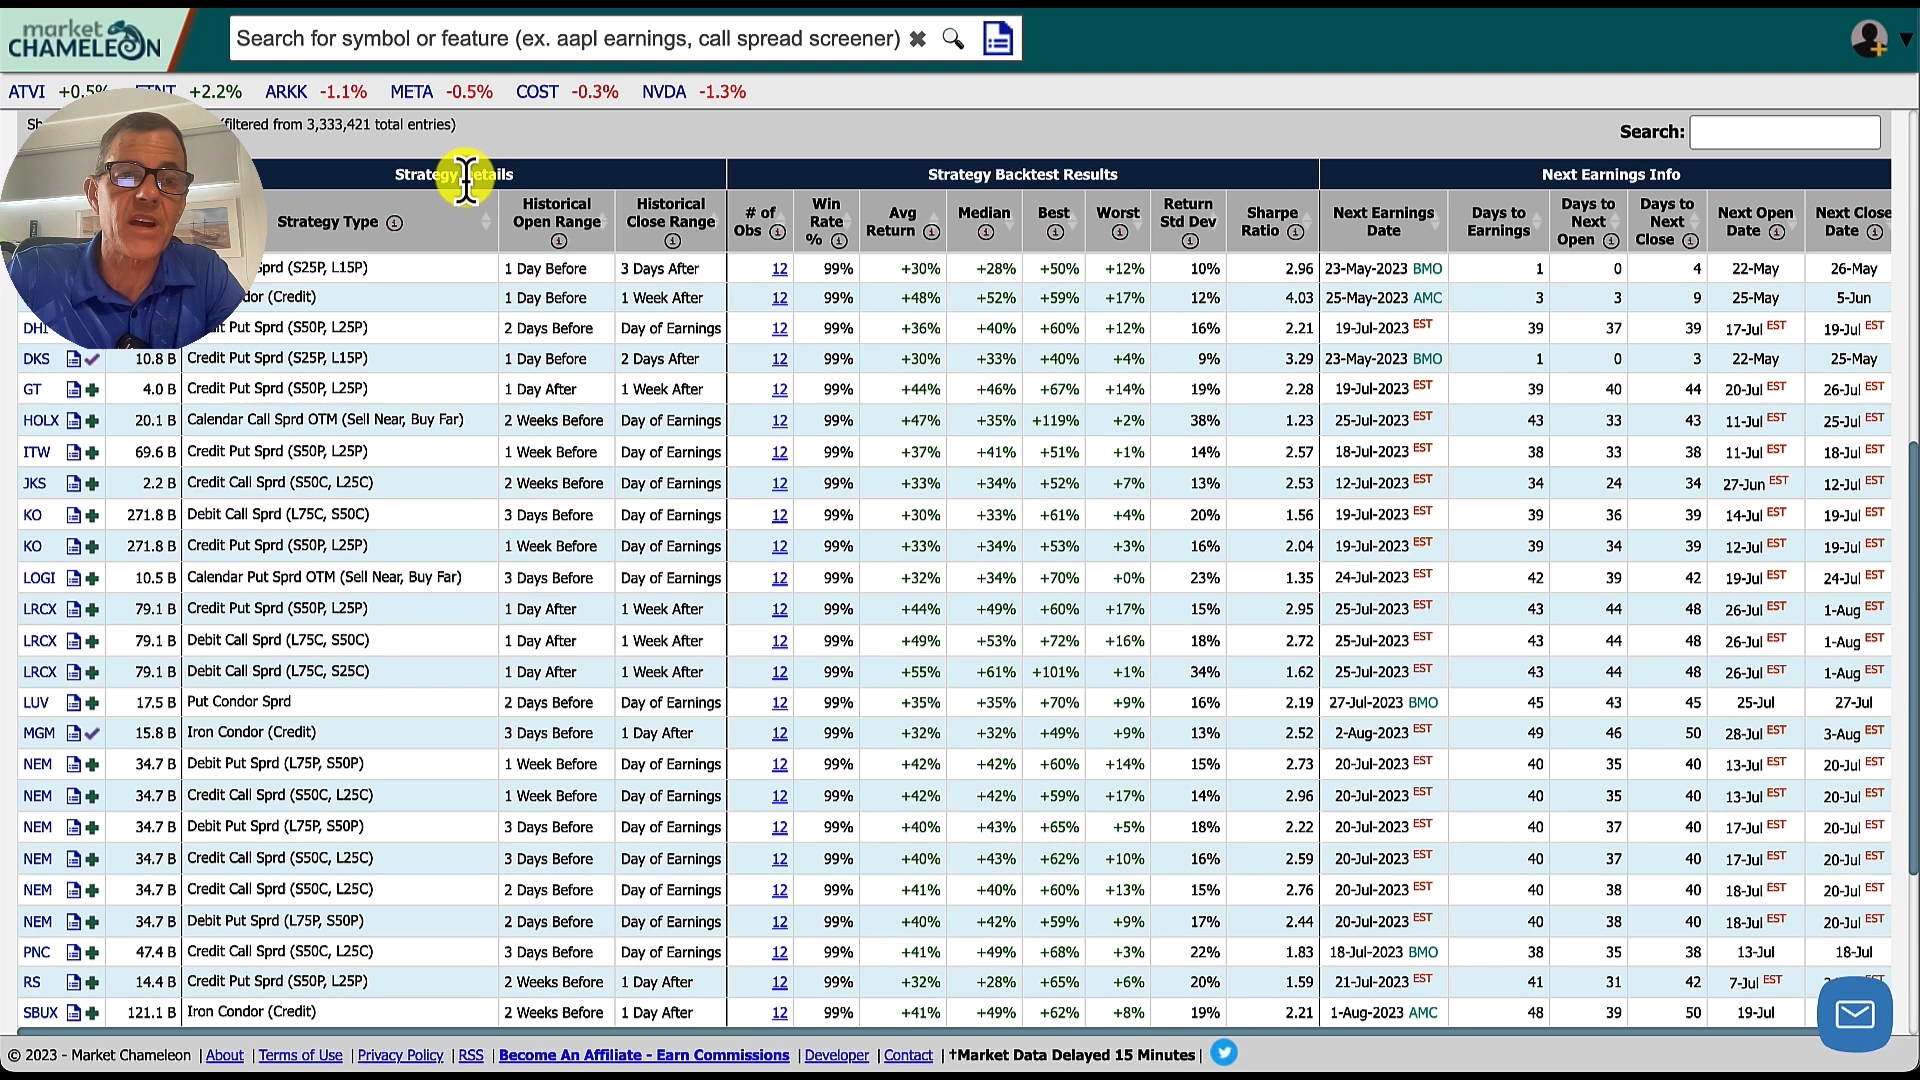 market
CHAMELEON
Search for symbol or feature (ex. aapl earnings, call spread screener)
ATVI +0.5% +2.2% ARKK -1.1% META -0.5% COST -0.3% NVDA -1.3%
(filtered from 3,333,421 total entries)
Search:
Strategy Details Strategy Backtest Results Next Earnings Info
Strategy Type Historical Open Range Historical Close Range # of Obs Win Rate % Avg Return Median Best Worst Return Std Dev Sharpe Ratio Next Earnings Date Days to Earnings Days to Next Open Days to Next Close Next Open Date Next Close Date
Sprd (S25P, L15P) 1 Day Before 3 Days After 12 99% +30% +28% +50% +12% 10% 2.96 23-May-2023 BMO 1 0 4 22-May 26-May
(Credit) 1 Day Before 1 Week After 12 99% +48% +52% +59% +17% 12% 4.03 25-May-2023 AMC 3 3 9 25-May 5-Jun
DHI Put Sprd (S50P, L25P) 2 Days Before Day of Earnings 12 99% +36% +40% +60% +12% 16% 2.21 19-Jul-2023 EST 39 37 39 17-Jul EST 19-Jul EST
DKS 10.8 B Credit Put Sprd (S25P, L15P) 1 Day Before 2 Days After 12 99% +30% +33% +40% +4% 9% 3.29 23-May-2023 BMO 1 0 3 22-May 25-May
GT 4.0 B Credit Put Sprd (S50P, L25P) 1 Day After 1 Week After 12 99% +44% +46% +67% +14% 19% 2.28 19-Jul-2023 EST 39 40 44 20-Jul EST 26-Jul EST
HOLX 20.1 B Calendar Call Sprd OTM (Sell Near, Buy Far) 2 Weeks Before Day of Earnings 12 99% +47% +35% +119% +2% 38% 1.23 25-Jul-2023 EST 43 33 43 11-Jul EST 25-Jul EST
ITW 69.6 B Credit Put Sprd (S50P, L25P) 1 Week Before Day of Earnings 12 99% +37% +41% +51% +1% 14% 2.57 18-Jul-2023 EST 38 33 38 11-Jul EST 18-Jul EST
JKS 2.2 B Credit Call Sprd (S50C, L25C) 2 Weeks Before Day of Earnings 12 99% +33% +34% +52% +7% 13% 2.53 12-Jul-2023 EST 34 24 34 27-Jun EST 12-Jul EST
KO 271.8 B Debit Call Sprd (L75C, S50C) 3 Days Before Day of Earnings 12 99% +30% +33% +61% +4% 20% 1.56 19-Jul-2023 EST 39 36 39 14-Jul EST 19-Jul EST
KO 271.8 B Credit Put Sprd (S50P, L25P) 1 Week Before Day of Earnings 12 99% +33% +34% +53% +3% 16% 2.04 19-Jul-2023 EST 39 34 39 12-Jul EST 19-Jul EST
LOGI 10.5 B Calendar Put Sprd OTM (Sell Near, Buy Far) 3 Days Before Day of Earnings 12 99% +32% +34% +70% +0% 23% 1.35 24-Jul-2023 EST 42 39 42 19-Jul EST 24-Jul EST
LRCX 79.1 B Credit Put Sprd (S50P, L25P) 1 Day After 1 Week After 12 99% +44% +49% +60% +17% 15% 2.95 25-Jul-2023 EST 43 44 48 26-Jul EST 1-Aug EST
LRCX 79.1 B Debit Call Sprd (L75C, S50C) 1 Day After 1 Week After 12 99% +49% +53% +72% +16% 18% 2.72 25-Jul-2023 EST 43 44 48 26-Jul EST 1-Aug EST
LRCX 79.1 B Debit Call Sprd (L75C, S25C) 1 Day After 1 Week After 12 99% +55% +61% +101% +1% 34% 1.62 25-Jul-2023 EST 43 44 48 26-Jul EST 1-Aug EST
LUV 17.5 B Put Condor Sprd 2 Days Before Day of Earnings 12 99% +35% +35% +70% +9% 16% 2.19 27-Jul-2023 BMO 45 43 45 25-Jul 27-Jul
MGM 15.8 B Iron Condor (Credit) 3 Days Before 1 Day After 12 99% +32% +32% +49% +9% 13% 2.52 2-Aug-2023 EST 49 46 50 28-Jul EST 3-Aug EST
NEM 34.7 B Debit Put Sprd (L75P, S50P) 1 Week Before Day of Earnings 12 99% +42% +42% +60% +14% 15% 2.73 20-Jul-2023 EST 40 35 40 13-Jul EST 20-Jul EST
NEM 34.7 B Credit Call Sprd (S50C, L25C) 1 Week Before Day of Earnings 12 99% +42% +42% +59% +17% 14% 2.96 20-Jul-2023 EST 40 35 40 13-Jul EST 20-Jul EST
NEM 34.7 B Debit Put Sprd (L75P, S50P) 3 Days Before Day of Earnings 12 99% +40% +43% +65% +5% 18% 2.22 20-Jul-2023 EST 40 37 40 17-Jul EST 20-Jul EST
NEM 34.7 B Credit Call Sprd (S50C, L25C) 3 Days Before Day of Earnings 12 99% +40% +43% +62% +10% 16% 2.59 20-Jul-2023 EST 40 37 40 17-Jul EST 20-Jul EST
NEM 34.7 B Credit Call Sprd (S50C, L25C) 2 Days Before Day of Earnings 12 99% +41% +40% +60% +13% 15% 2.76 20-Jul-2023 EST 40 38 40 18-Jul EST 20-Jul EST
NEM 34.7 B Debit Put Sprd (L75P, S50P) 2 Days Before Day of Earnings 12 99% +40% +42% +59% +9% 17% 2.44 20-Jul-2023 EST 40 38 40 18-Jul EST 20-Jul EST
PNC 47.4 B Credit Call Sprd (S50C, L25C) 3 Days Before Day of Earnings 12 99% +41% +49% +68% +3% 22% 1.83 18-Jul-2023 BMO 38 35 38 13-Jul 18-Jul
RS 14.4 B Credit Put Sprd (S50P, L25P) 2 Weeks Before 1 Day After 12 99% +32% +28% +65% +6% 20% 1.59 21-Jul-2023 EST 41 31 42 7-Jul EST
SBUX 121.1 B Iron Condor (Credit) 2 Weeks Before 1 Day After 12 99% +41% +49% +62% +8% 19% 2.21 1-Aug-2023 AMC 48 39 50 19-Jul
© 2023 - Market Chameleon | About | Terms of Use | Privacy Policy | RSS | Become An Affiliate - Earn Commissions | Developer | Contact | †Market Data Delayed 15 Minutes |